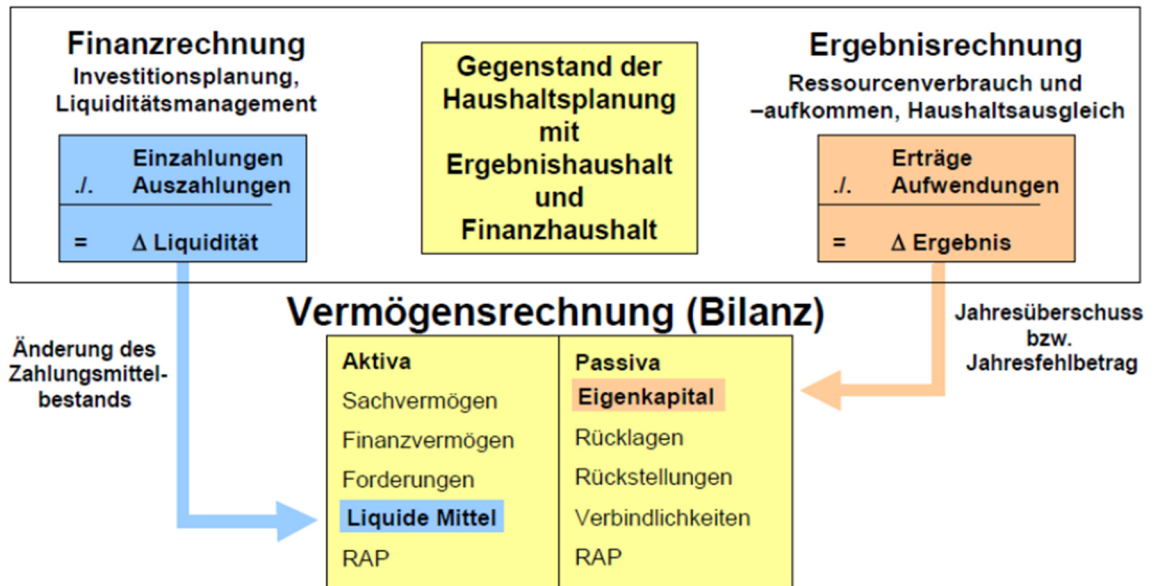 Finanzrechnung
Investitionsplanung,
Liquiditätsmanagement
Einzahlungen
./. Auszahlungen
= Δ Liquidität
Gegenstand der
Haushaltsplanung
mit
Ergebnishaushalt
und
Finanzhaushalt
Ergebnisrechnung
Ressourcenverbrauch und
–aufkommen, Haushaltsausgleich
Erträge
./. Aufwendungen
= Δ Ergebnis
Vermögensrechnung (Bilanz)
Änderung des
Zahlungsmittel-
bestands
Aktiva
Sachvermögen
Finanzvermögen
Forderungen
Liquide Mittel
RAP
Passiva
Eigenkapital
Rücklagen
Rückstellungen
Verbindlichkeiten
RAP
Jahresüberschuss
bzw.
Jahresfehlbetrag